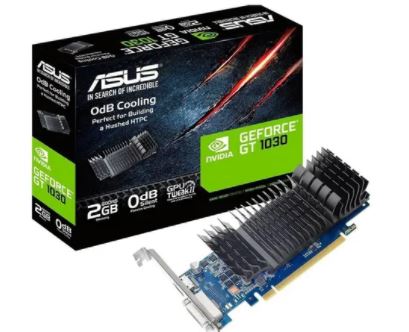 GEFORCE GT 1030
ASUS
IN SEARCH OF INCREDIBLE
0dB Cooling
Perfect for Building
a Hushed HTPC
NVIDIA
GEFORCE
GT 1030
2GB
0dB
Silent
GPU
Tweak II